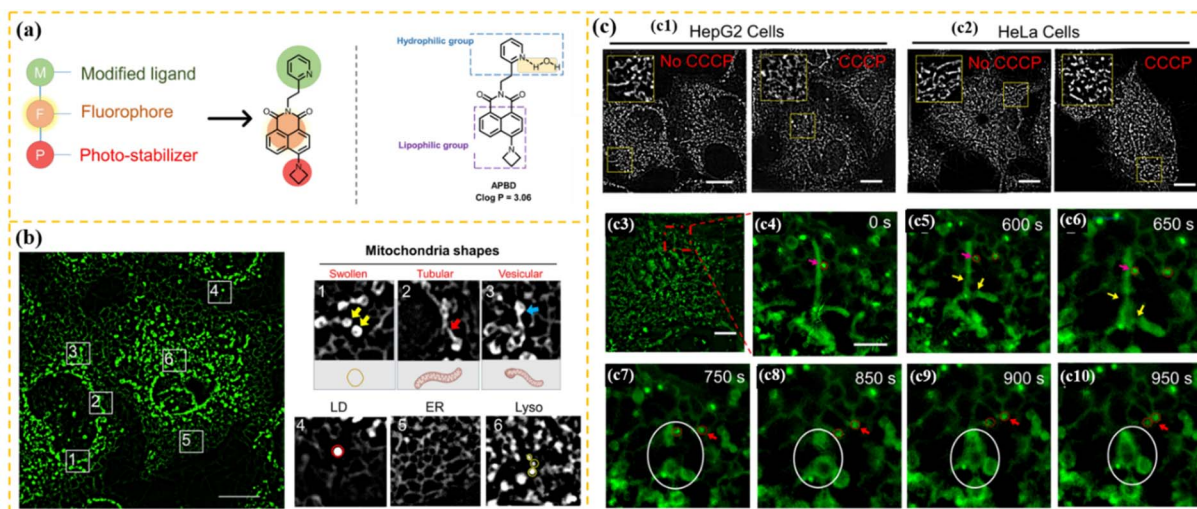 (a)
M Modified ligand
F Fluorophore
P Photo-stabilizer
N
O N O
N
Hydrophilic group
N H O H
O N O
Lipophilic group
N
APBD
Clog P = 3.06
(b)
4
3
6
2
5
1
Mitochondria shapes
Swollen Tubular Vesicular
1 2 3
LD ER Lyso
4 5 6
(c)
(c1) (c2)
HepG2 Cells HeLa Cells
No CCCP CCCP No CCCP CCCP
(c3) (c4) 0 s (c5) 600 s (c6) 650 s
(c7) 750 s (c8) 850 s (c9) 900 s (c10) 950 s